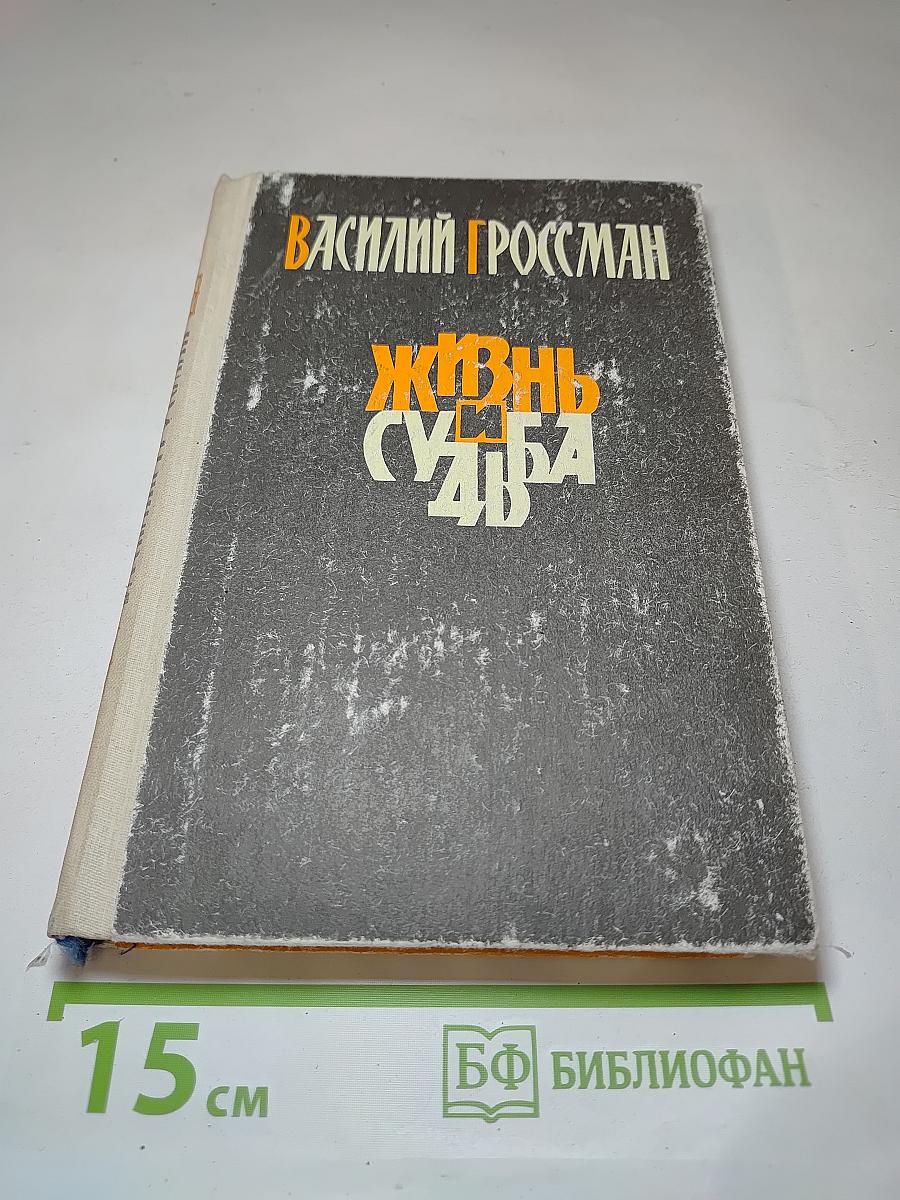 ВАСИЛИЙ ГРОССМАН
ЖИЗНЬ
И
СУДЬБА
15 см
БФ БИБЛИОФАН